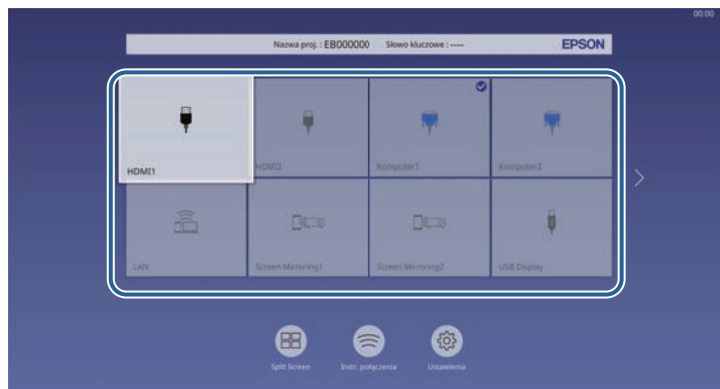 00:00
Nazwa proj. : EB000000 Słowo kluczowe : ---- EPSON
HDMI1 HDMI2 Komputer1 Komputer2
LAN Screen Mirroring1 Screen Mirroring2 USB Display
Split Screen Instr. połączenia Ustawienia